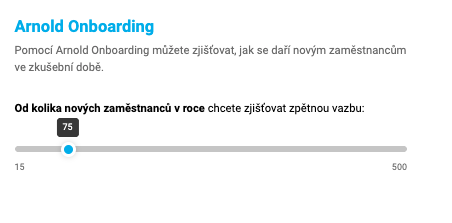 Arnold Onboarding
Pomocí Arnold Onboarding můžete zjišťovat, jak se daří novým zaměstnancům
ve zkušební době.
Od kolika nových zaměstnanců v roce chcete zjišťovat zpětnou vazbu:
75
15
500